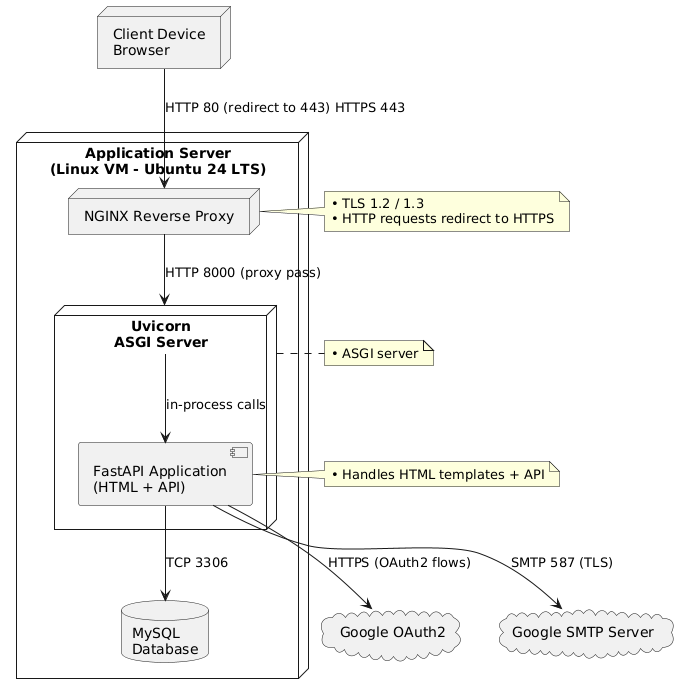 Client Device
Browser
HTTP 80 (redirect to 443) HTTPS 443
Application Server
(Linux VM - Ubuntu 24 LTS)
NGINX Reverse Proxy
• TLS 1.2 / 1.3
• HTTP requests redirect to HTTPS
HTTP 8000 (proxy pass)
Uvicorn
ASGI Server
• ASGI server
in-process calls
FastAPI Application
(HTML + API)
• Handles HTML templates + API
TCP 3306
HTTPS (OAuth2 flows)
SMTP 587 (TLS)
MySQL
Database
Google OAuth2
Google SMTP Server